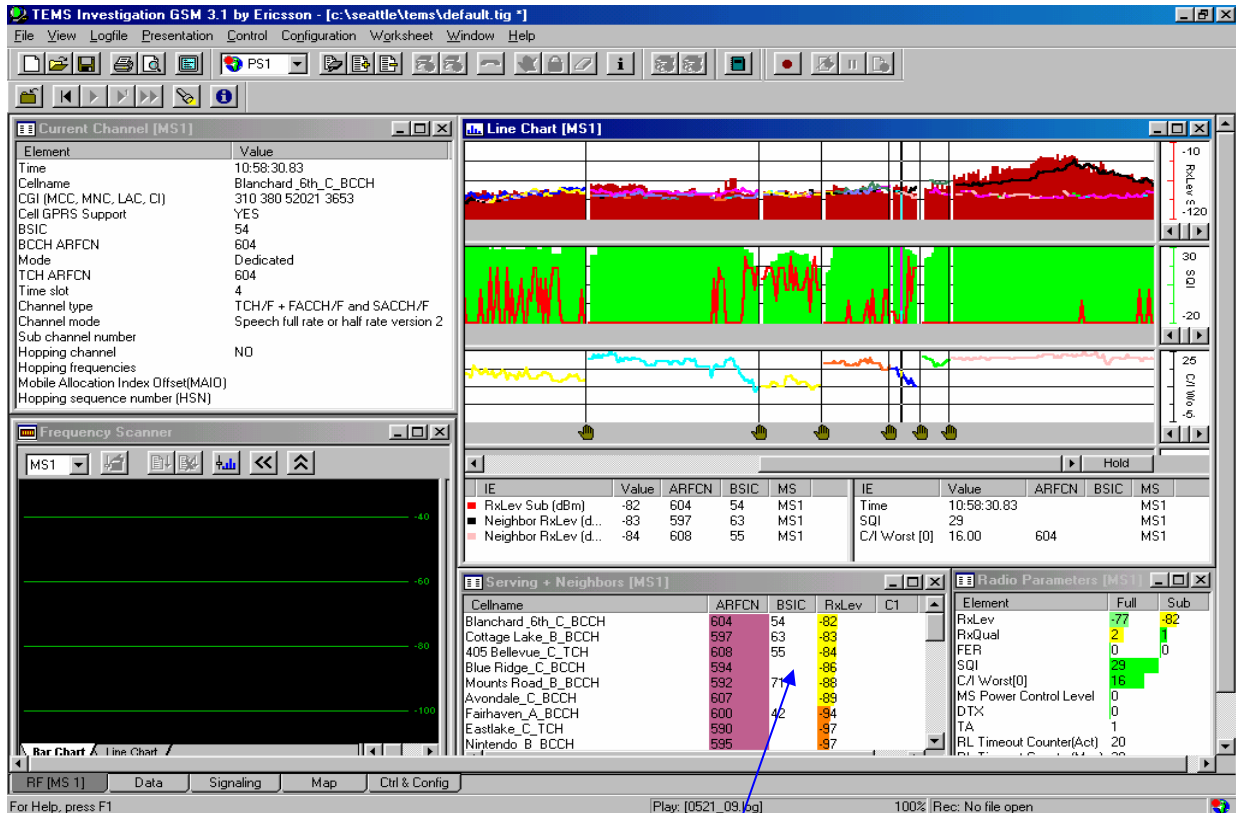 TEMS Investigation GSM 3.1 by Ericsson - [c:\seattle\tems\default.tig *]
File View Logfile Presentation Control Configuration Worksheet Window Help
PS1
Current Channel [MS1]
Element Value
Time 10:58:30.83
Cellname Blanchard_6th_C_BCCH
CGI (MCC, MNC, LAC, CI) 310 380 52021 3653
Cell GPRS Support YES
BSIC 54
BCCH ARFCN 604
Mode Dedicated
TCH ARFCN 604
Time slot 4
Channel type TCH/F + FACCH/F and SACCH/F
Channel mode Speech full rate or half rate version 2
Sub channel number
Hopping channel NO
Hopping frequencies
Mobile Allocation Index Offset(MAIO)
Hopping sequence number (HSN)
Line Chart [MS1]
-10
RxLev s
-120
30
SQI
-20
25
C/I Wo
-5.
Hold
IE Value ARFCN BSIC MS
RxLev Sub (dBm) -82 604 54 MS1
Neighbor RxLev (d... -83 597 63 MS1
Neighbor RxLev (d... -84 608 55 MS1
IE Value ARFCN BSIC MS
Time 10:58:30.83 MS1
SQI 29 MS1
C/I Worst [0] 16.00 604 MS1
Frequency Scanner
MS1
-40
-60
-80
-100
Bar Chart Line Chart
Serving + Neighbors [MS1]
Cellname ARFCN BSIC RxLev C1
Blanchard_6th_C_BCCH 604 54 -82
Cottage Lake_B_BCCH 597 63 -83
405 Bellevue_C_TCH 608 55 -84
Blue Ridge_C_BCCH 594 -86
Mounts Road_B_BCCH 592 71 -88
Avondale_C_BCCH 607 -89
Fairhaven_A_BCCH 600 42 -94
Eastlake_C_TCH 590 -97
Nintendo_B_BCCH 595 -97
Radio Parameters [MS1]
Element Full Sub
RxLev -77 -82
RxQual 2 1
FER 0 0
SQI 29
C/I Worst[0] 16
MS Power Control Level 0
DTX 0
TA 1
RL Timeout Counter(Act) 20
RF [MS 1] Data Signaling Map Ctrl & Config
For Help, press F1 Play: [0521_09.log] 100% Rec: No file open